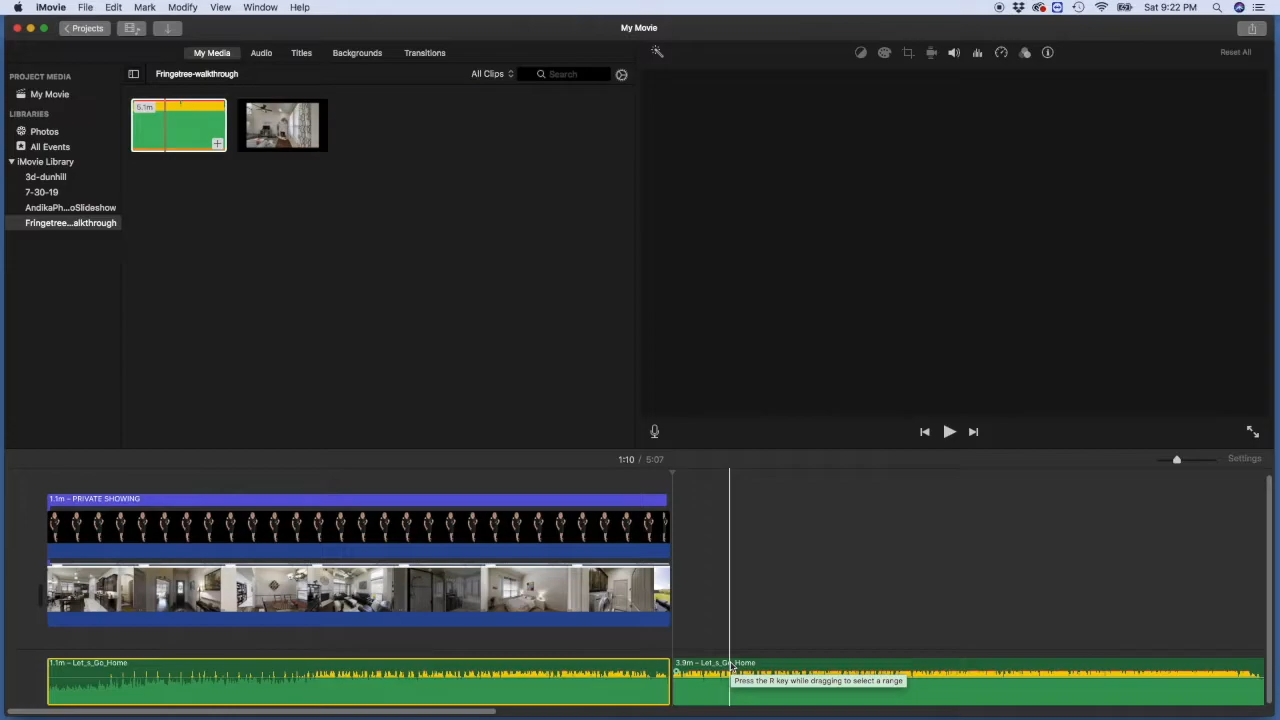 iMovie File Edit Mark Modify View Window Help
Sat 9:22 PM
Projects
My Movie
My Media Audio Titles Backgrounds Transitions
Reset All
PROJECT MEDIA
My Movie
LIBRARIES
Photos
All Events
iMovie Library
3d-dunhill
7-30-19
AndikaPh...oSlideshow
Fringetree...alkthrough
Fringetree-walkthrough
All Clips
Search
5.1m
1:10 / 5:07
Settings
1.1m – PRIVATE SHOWING
1.1m – Let_s_Go_Home
3.9m – Let_s_Go_Home
Press the R key while dragging to select a range